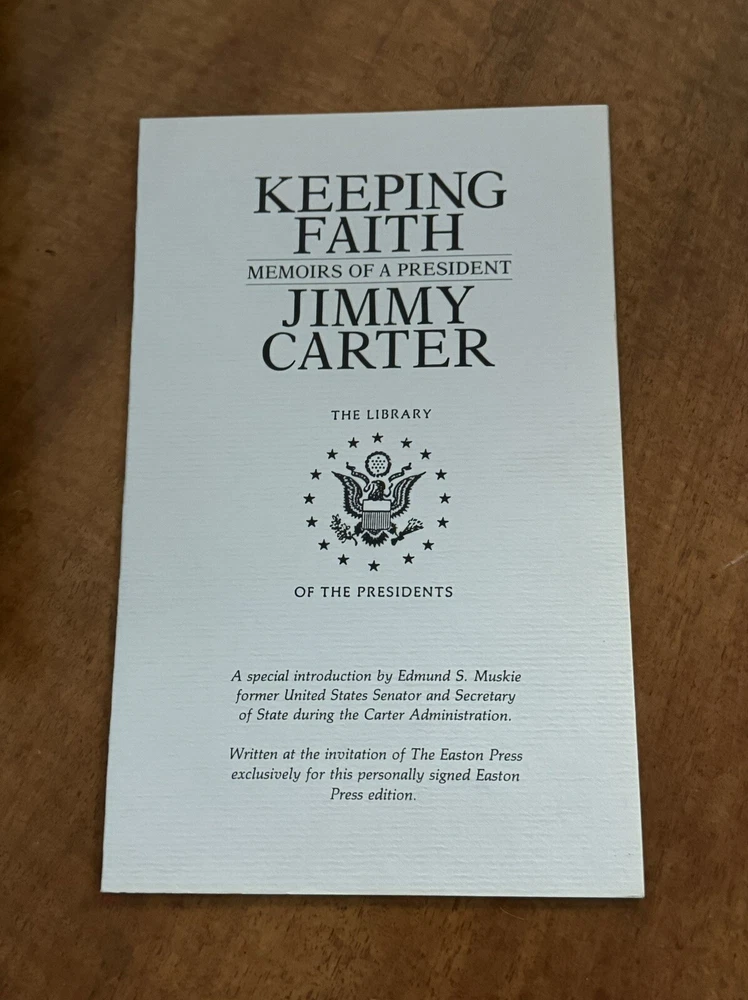 KEEPING
FAITH
MEMOIRS OF A PRESIDENT
JIMMY
CARTER
THE LIBRARY
OF THE PRESIDENTS
A special introduction by Edmund S. Muskie
former United States Senator and Secretary
of State during the Carter Administration.
Written at the invitation of The Easton Press
exclusively for this personally signed Easton
Press edition.